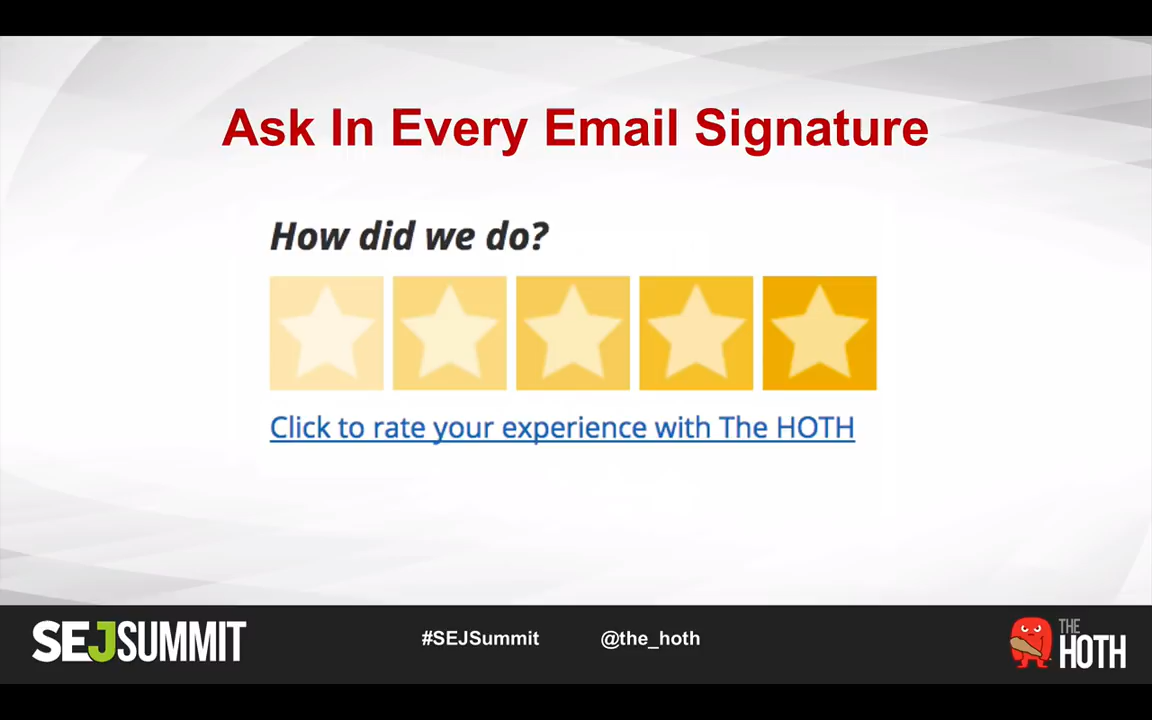 Ask In Every Email Signature
How did we do?
Click to rate your experience with The HOTH
SEJSUMMIT
#SEJSummit
@the_hoth
THE
HOTH